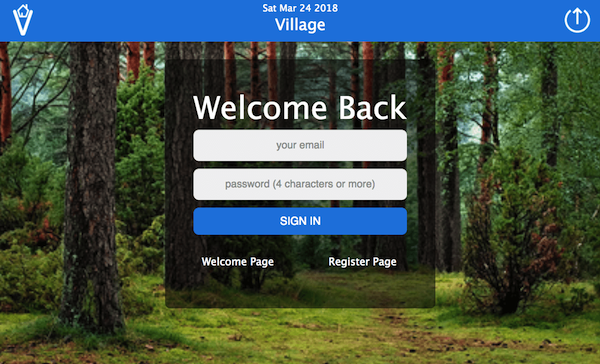 Sat Mar 24 2018
Village
Welcome Back
your email
password (4 characters or more)
SIGN IN
Welcome Page
Register Page